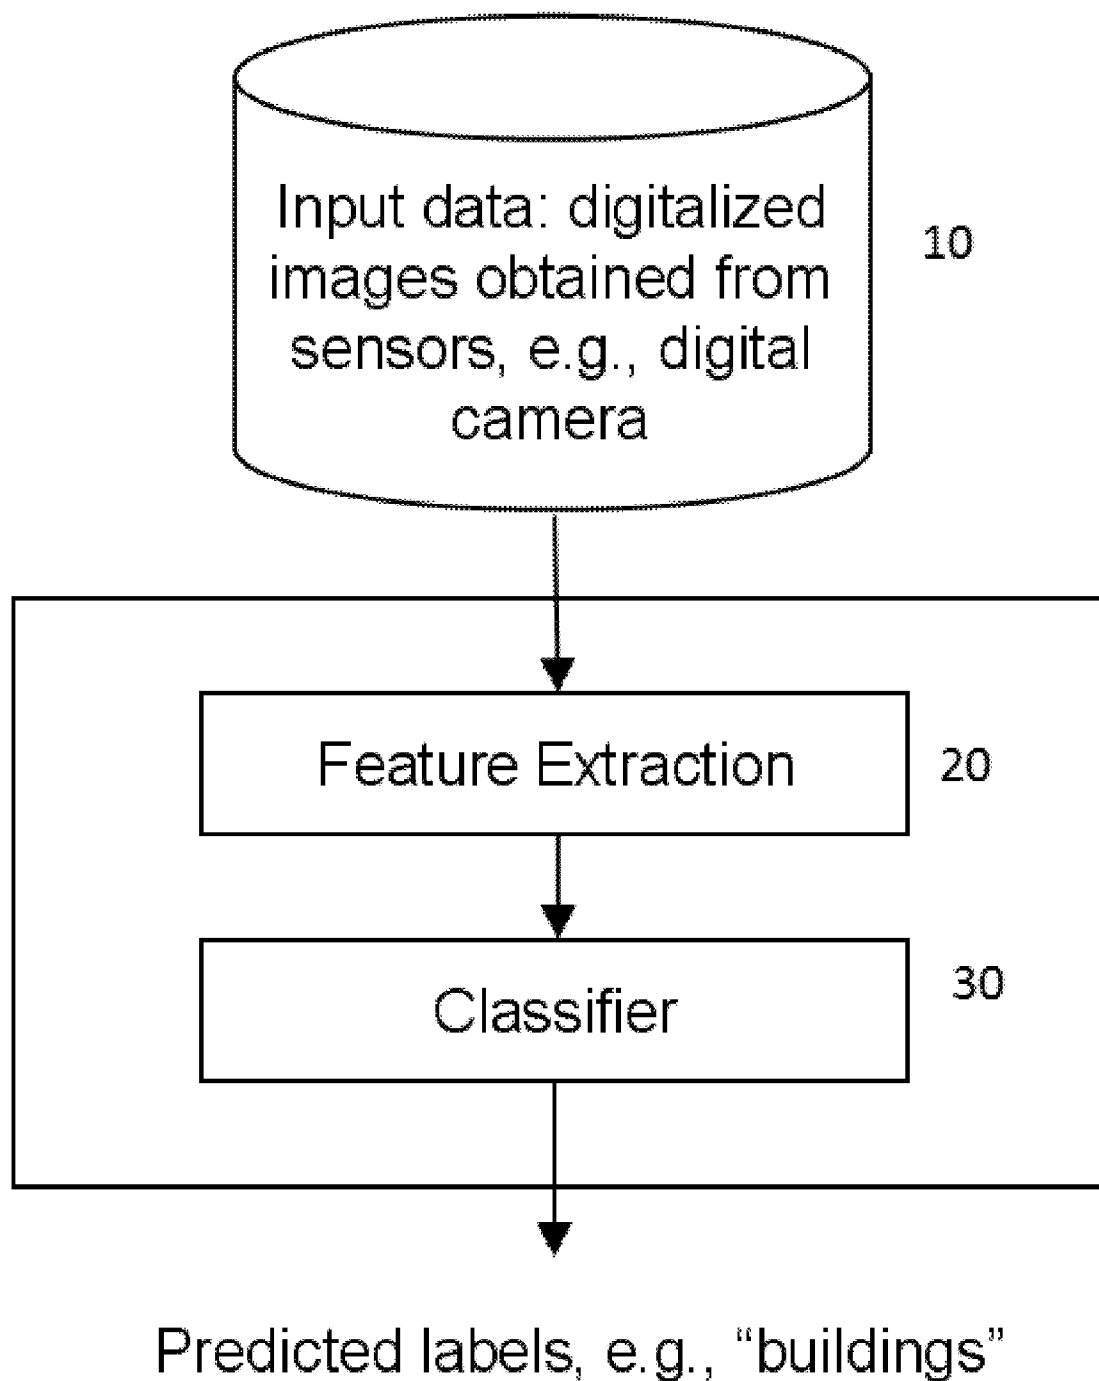 Input data: digitalized
images obtained from
sensors, e.g., digital
camera
10
Feature Extraction
20
Classifier
30
Predicted labels, e.g., “buildings”